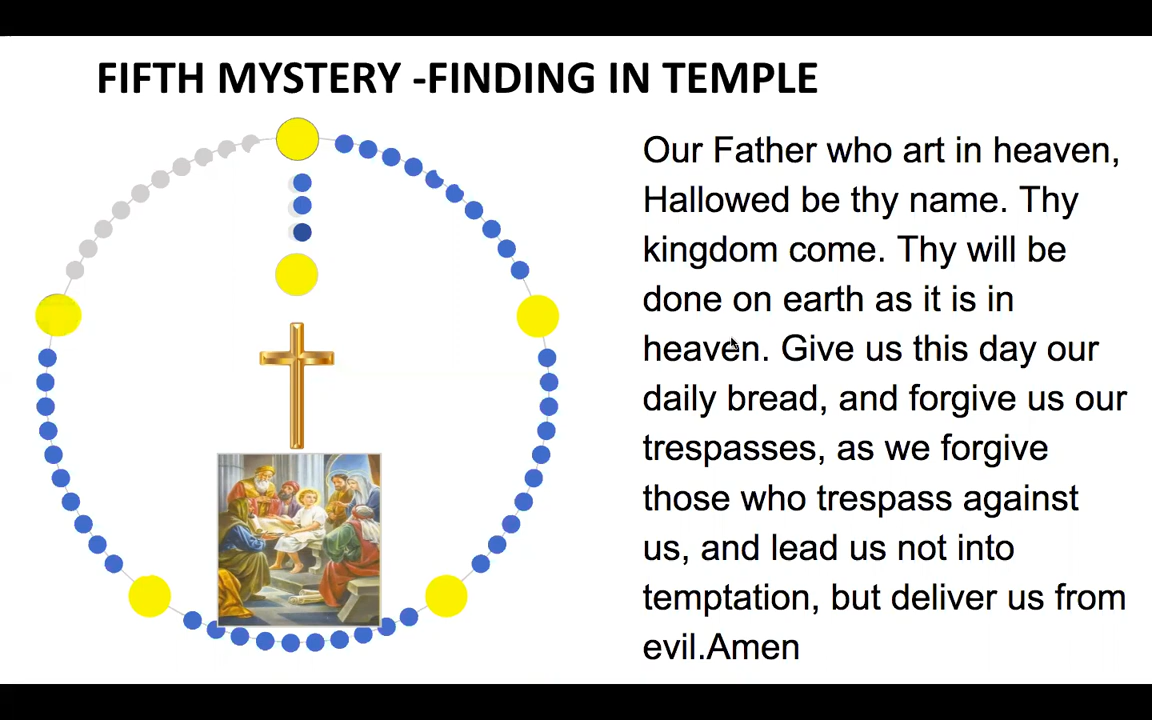 FIFTH MYSTERY -FINDING IN TEMPLE
Our Father who art in heaven,
Hallowed be thy name. Thy
kingdom come. Thy will be
done on earth as it is in
heaven. Give us this day our
daily bread, and forgive us our
trespasses, as we forgive
those who trespass against
us, and lead us not into
temptation, but deliver us from
evil.Amen